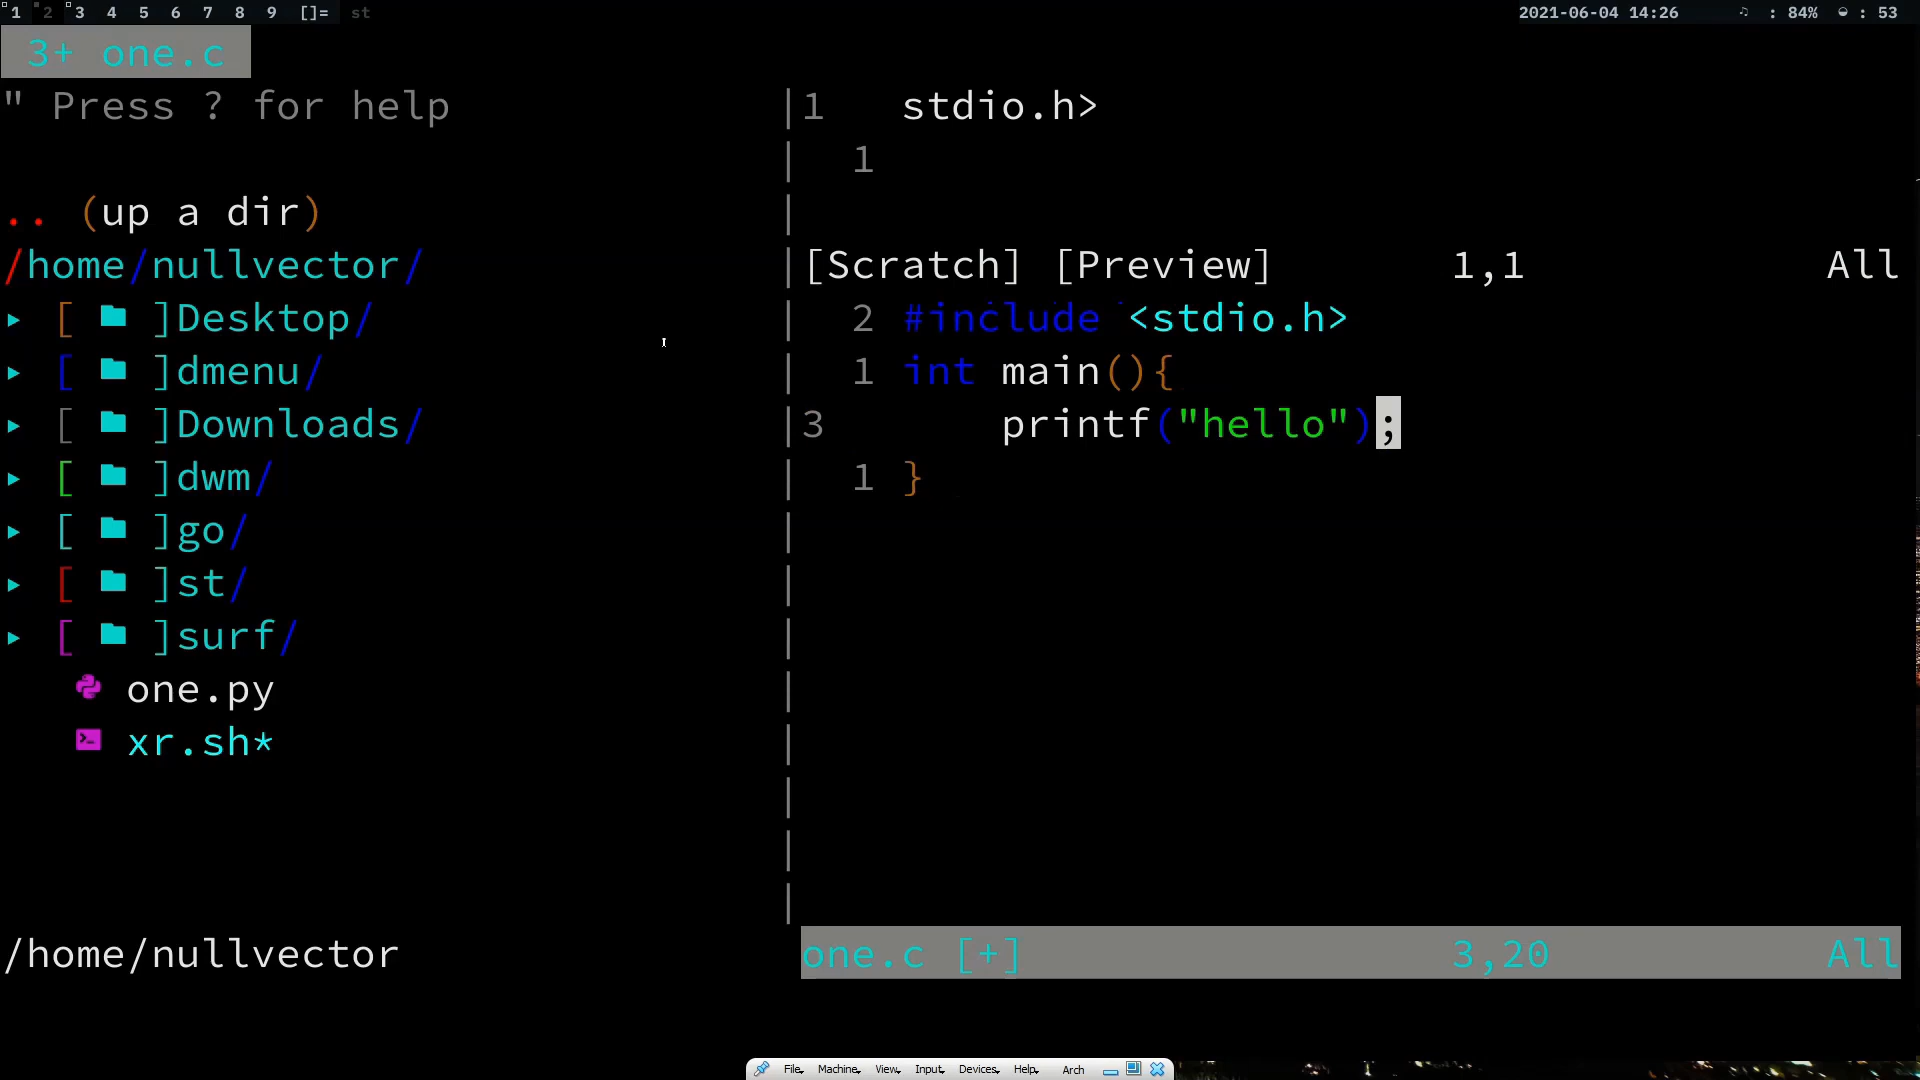 1 2 3 4 5 6 7 8 9 []= st 2021-06-04 14:26 ♫ : 84% : 53
3+ one.c
" Press ? for help
.. (up a dir)
/home/nullvector/
▸ [ ]Desktop/
▸ [ ]dmenu/
▸ [ ]Downloads/
▸ [ ]dwm/
▸ [ ]go/
▸ [ ]st/
▸ [ ]surf/
one.py
xr.sh*
/home/nullvector
1 stdio.h>
1
[Scratch] [Preview] 1,1 All
2 #include <stdio.h>
1 int main(){
3 printf("hello");
1 }
one.c [+] 3,20 All
File Machine View Input Devices Help Arch